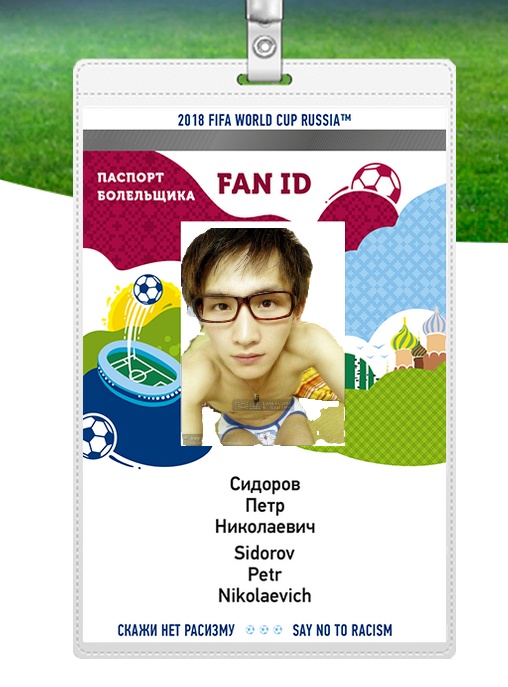 2018 FIFA WORLD CUP RUSSIA™
ПАСПОРТ
БОЛЕЛЬЩИКА
FAN ID
Сидоров
Петр
Николаевич
Sidorov
Petr
Nikolaevich
СКАЖИ НЕТ РАСИЗМУ SAY NO TO RACISM